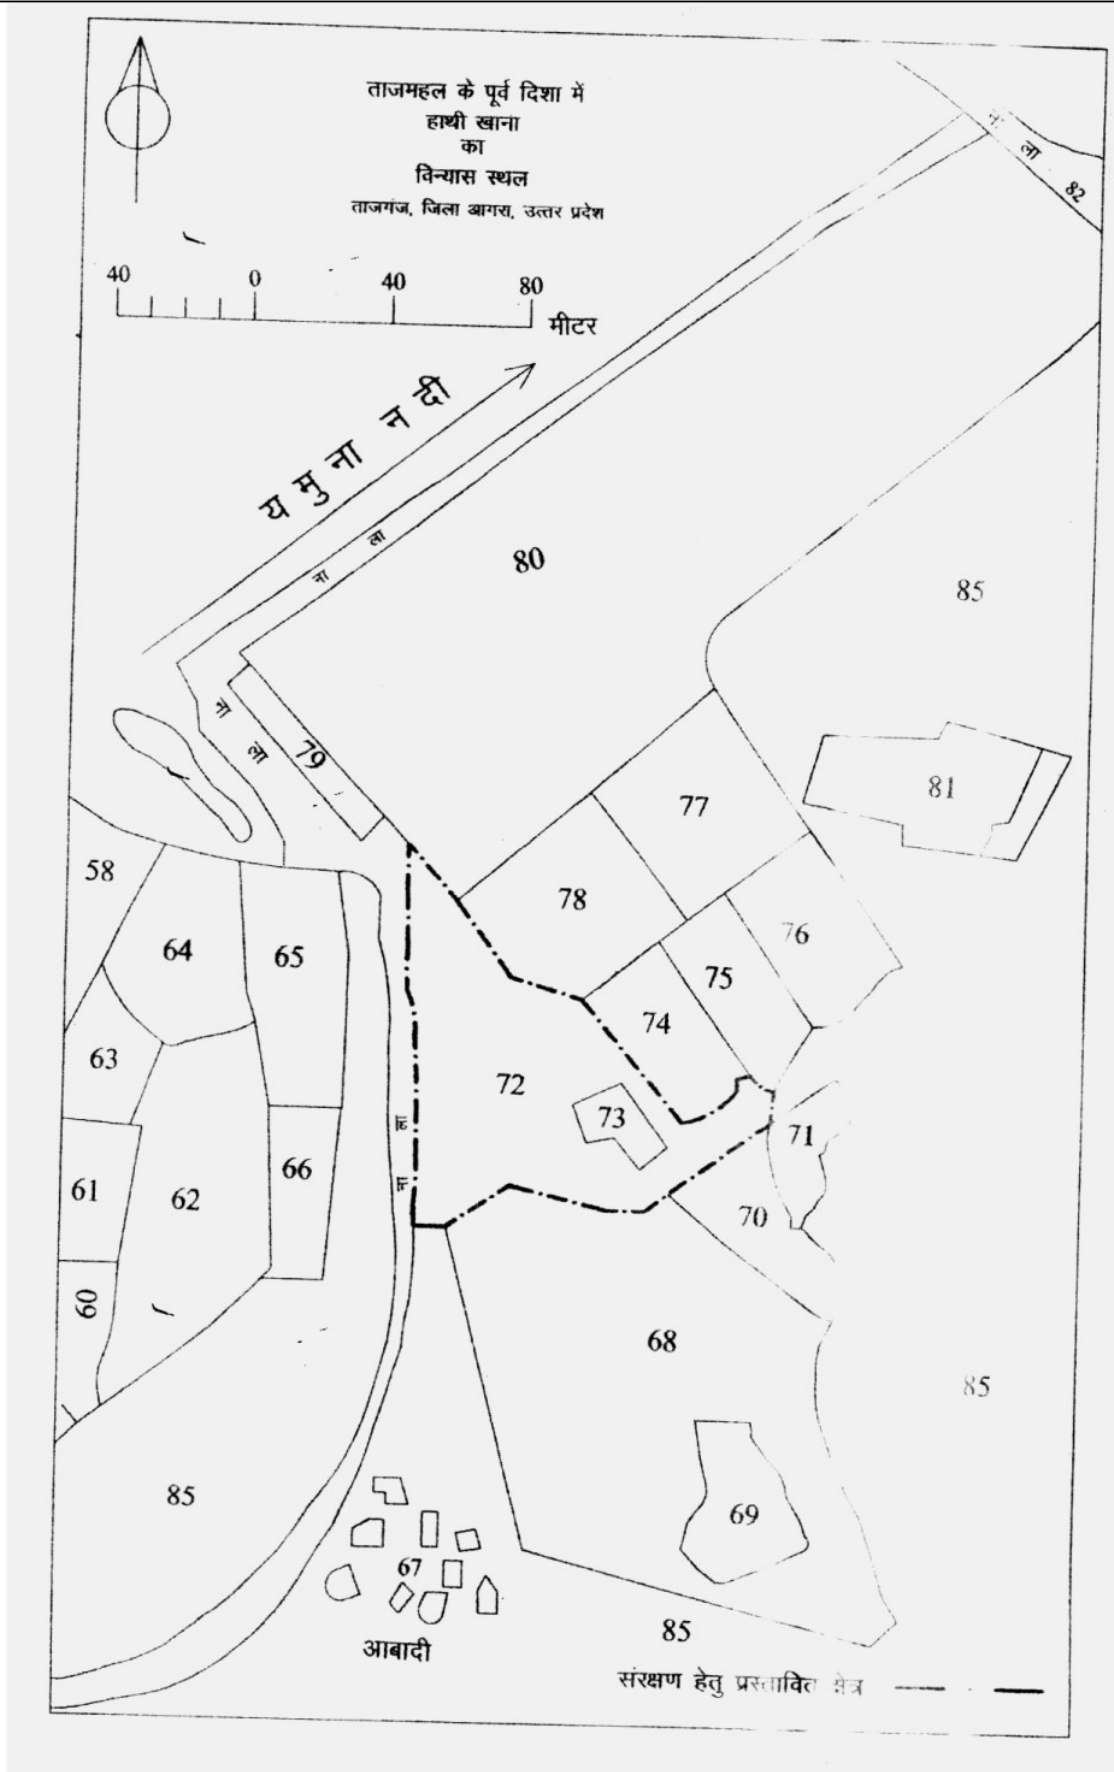 ताजमहल के पूर्व दिशा में
हाथी खाना
का
विन्यास स्थल
ताजगंज, जिला आगरा, उत्तर प्रदेश
40 0 40 80
मीटर
नाला 82
यमुना नदी
नाला
80
85
नाला
79
77
81
58
78
64
65
76
75
74
63
72
73
71
नाला
66
61
62
70
60
68
85
85
69
67
आबादी
85
संरक्षण हेतु प्रस्तावित क्षेत्र